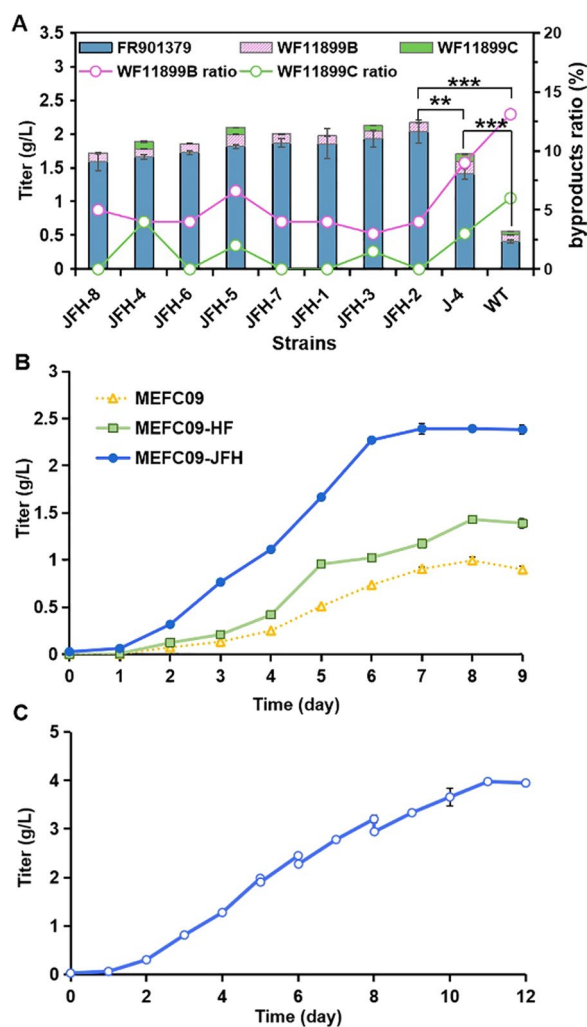 A
FR901379 WF11899B WF11899C
WF11899B ratio WF11899C ratio
Titer (g/L)
3.5
3
2.5
2
1.5
1
0.5
0
20
15
10
5
0
byproducts ratio (%)
***
** ***
JFH-8 JFH-4 JFH-6 JFH-5 JFH-7 JFH-1 JFH-3 JFH-2 J-4 WT
Strains
B
MEFC09
MEFC09-HF
MEFC09-JFH
Titer (g/L)
3
2.5
2
1.5
1
0.5
0
0 1 2 3 4 5 6 7 8 9
Time (day)
C
Titer (g/L)
5
4
3
2
1
0
0 2 4 6 8 10 12
Time (day)